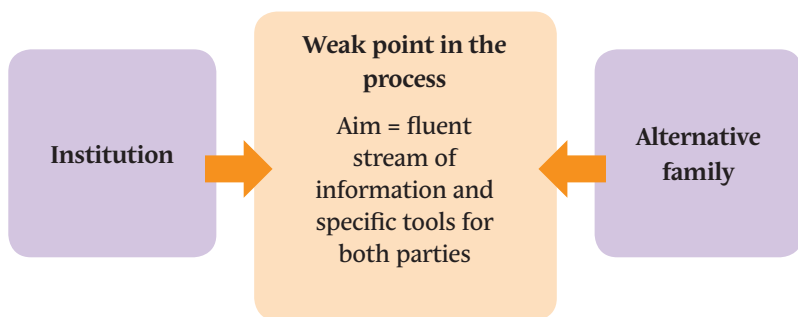 Institution
Weak point in the
process
Aim = fluent
stream of
information and
specific tools for
both parties
Alternative
family